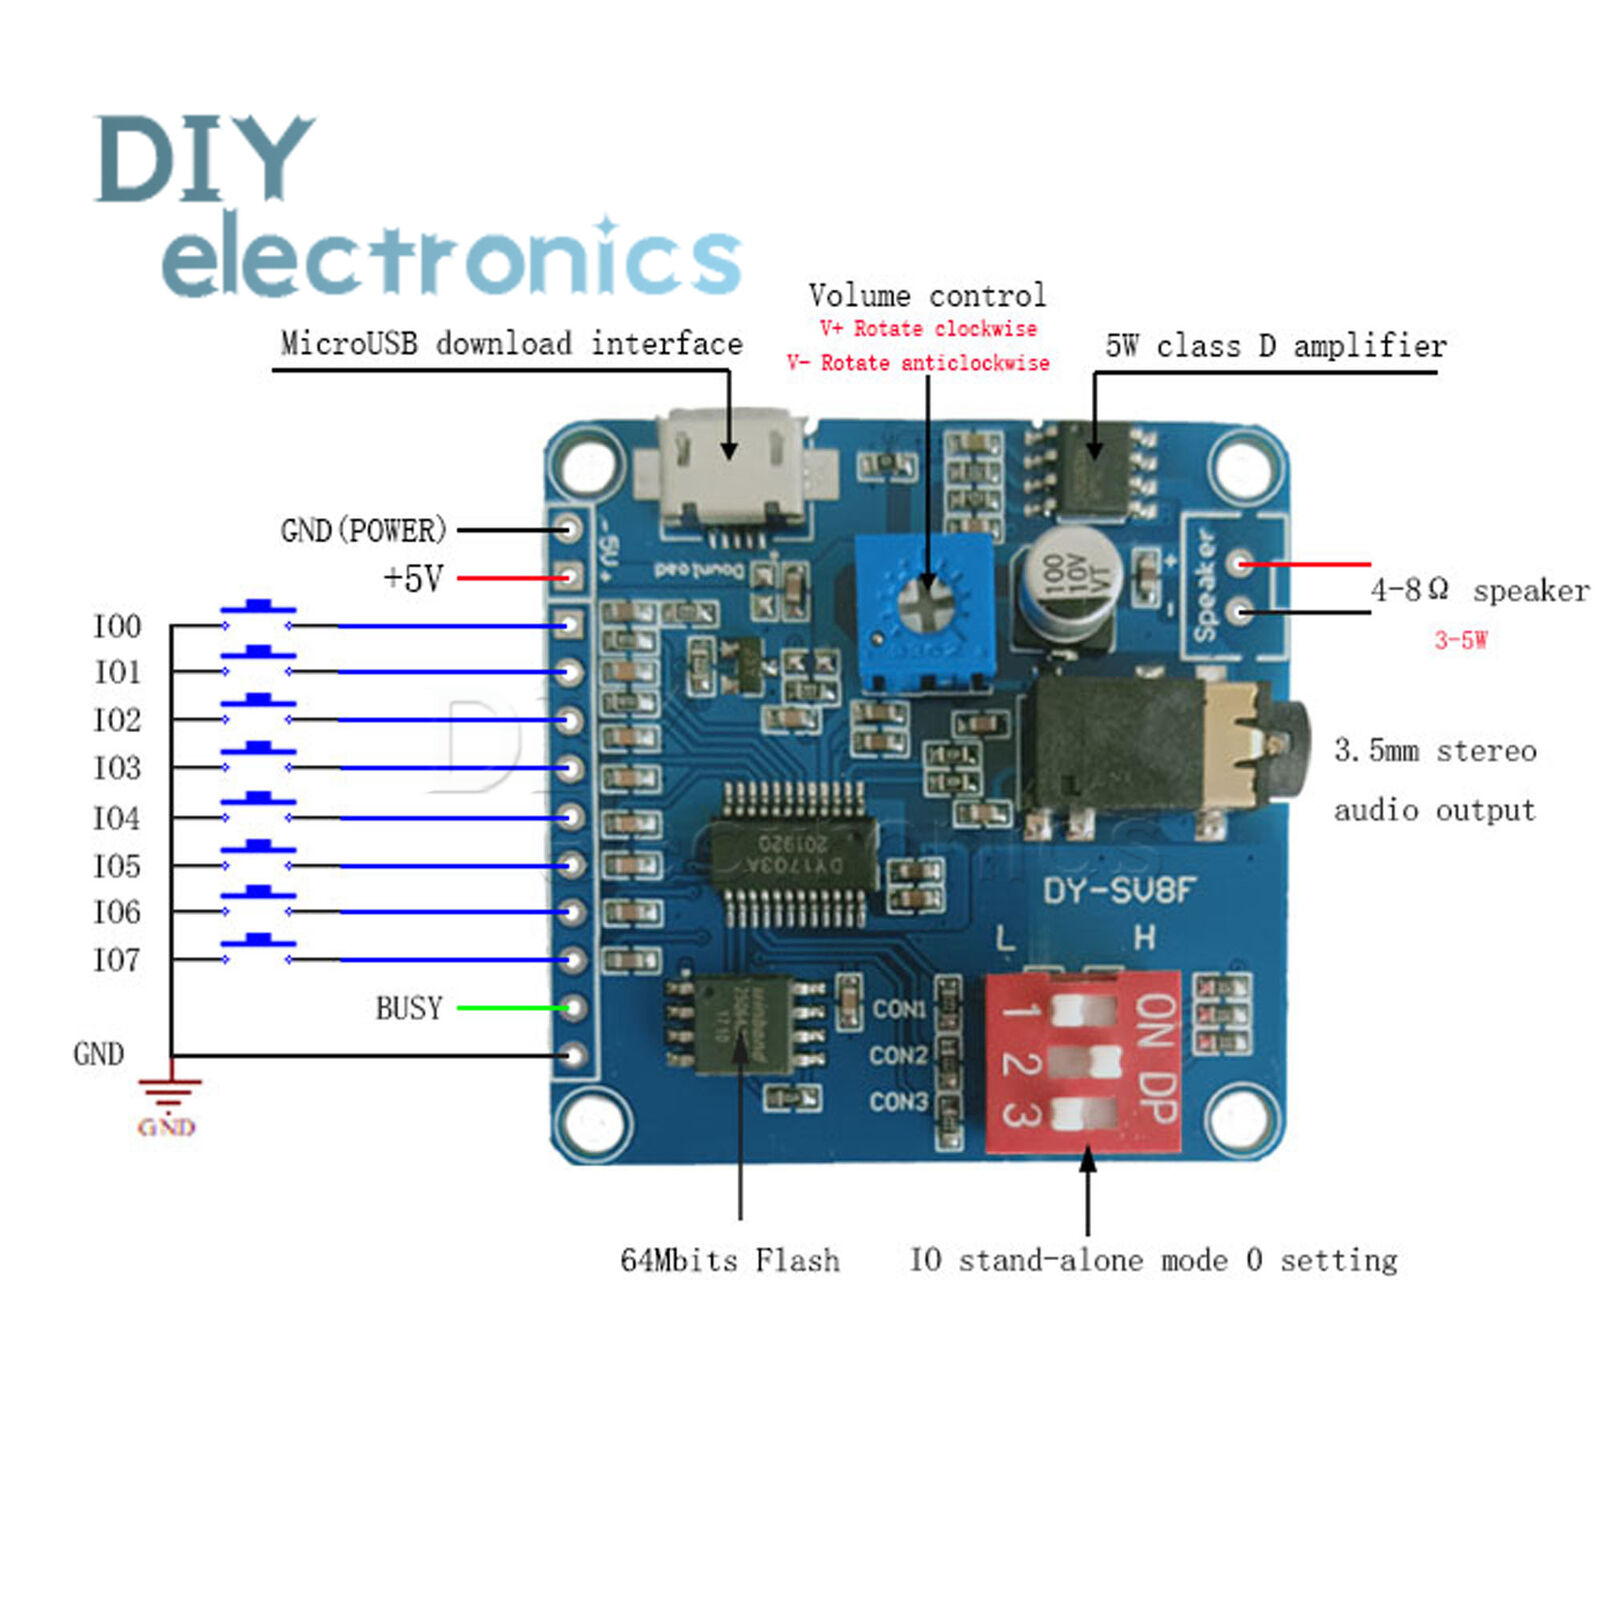 DIY
electronics
MicroUSB download interface
Volume control
V+ Rotate clockwise
V- Rotate anticlockwise
5W class D amplifier
GND(POWER)
+5V
- 5V +
Download
100
10V
VT
Speaker
+
-
4-8Ω speaker
3-5W
IO0
IO1
IO2
IO3
IO4
IO5
IO6
IO7
BUSY
GND
GND
3.5mm stereo
audio output
DY1703A
201920
DY-SV8F
L H
winbond
CON1
CON2
CON3
ON DP
1
2
3
64Mbits Flash
IO stand-alone mode 0 setting